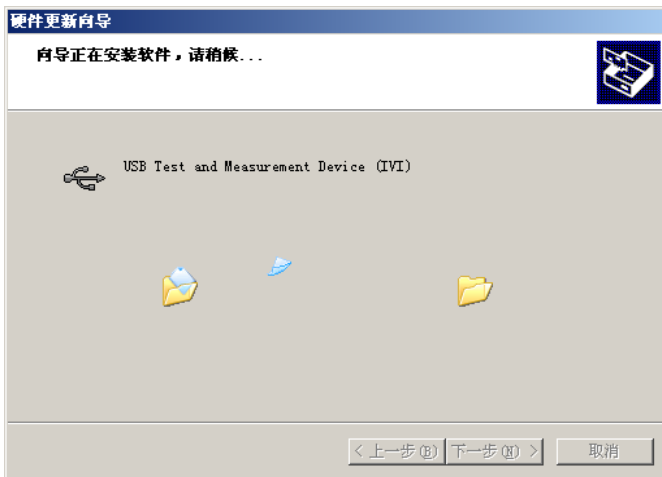 硬件更新向导
向导正在安装软件，请稍候...
USB Test and Measurement Device (IVI)
< 上一步(B) 下一步(N) > 取消